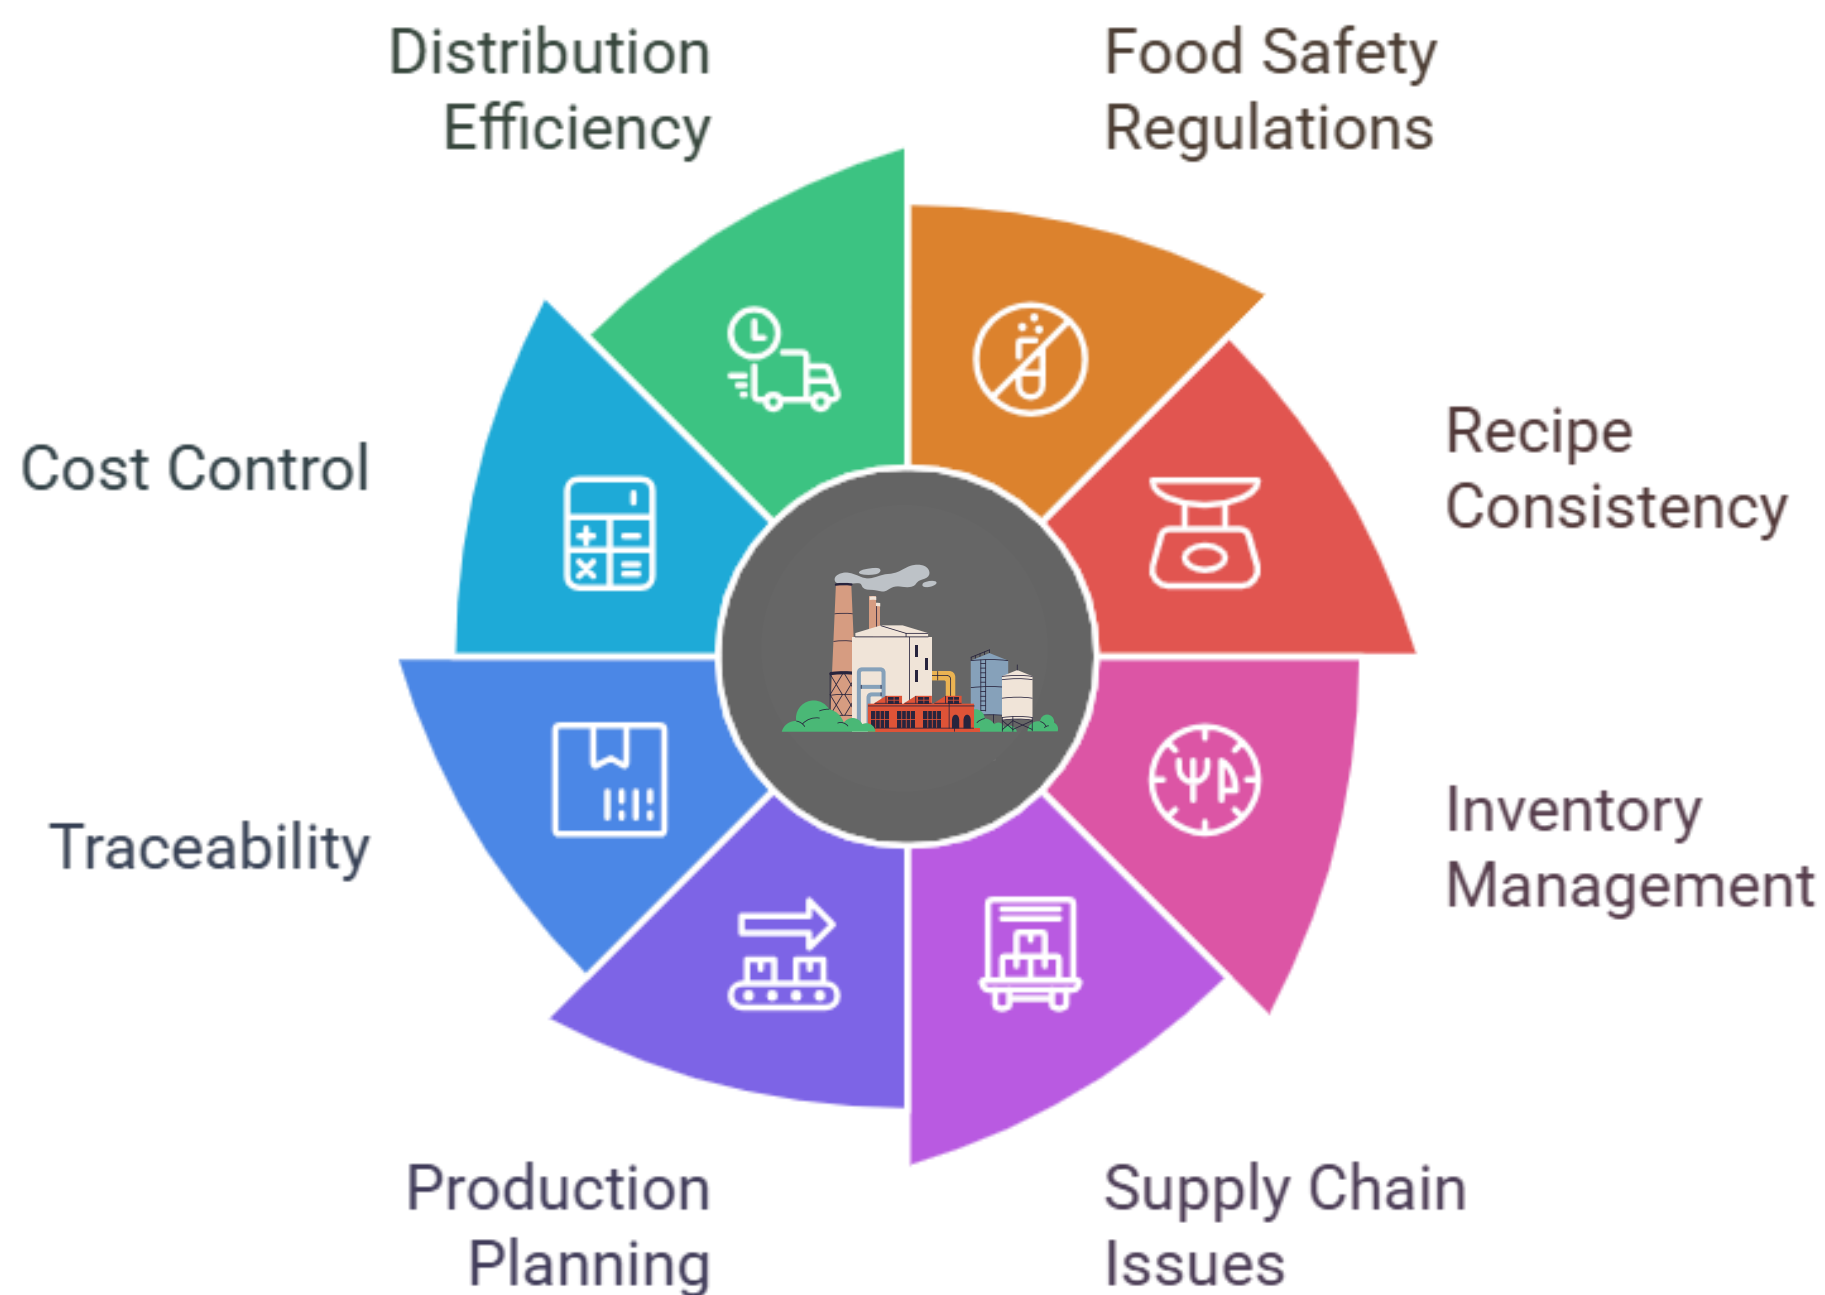 Distribution
Efficiency
Food Safety
Regulations
Recipe
Consistency
Inventory
Management
Supply Chain
Issues
Production
Planning
Traceability
Cost Control